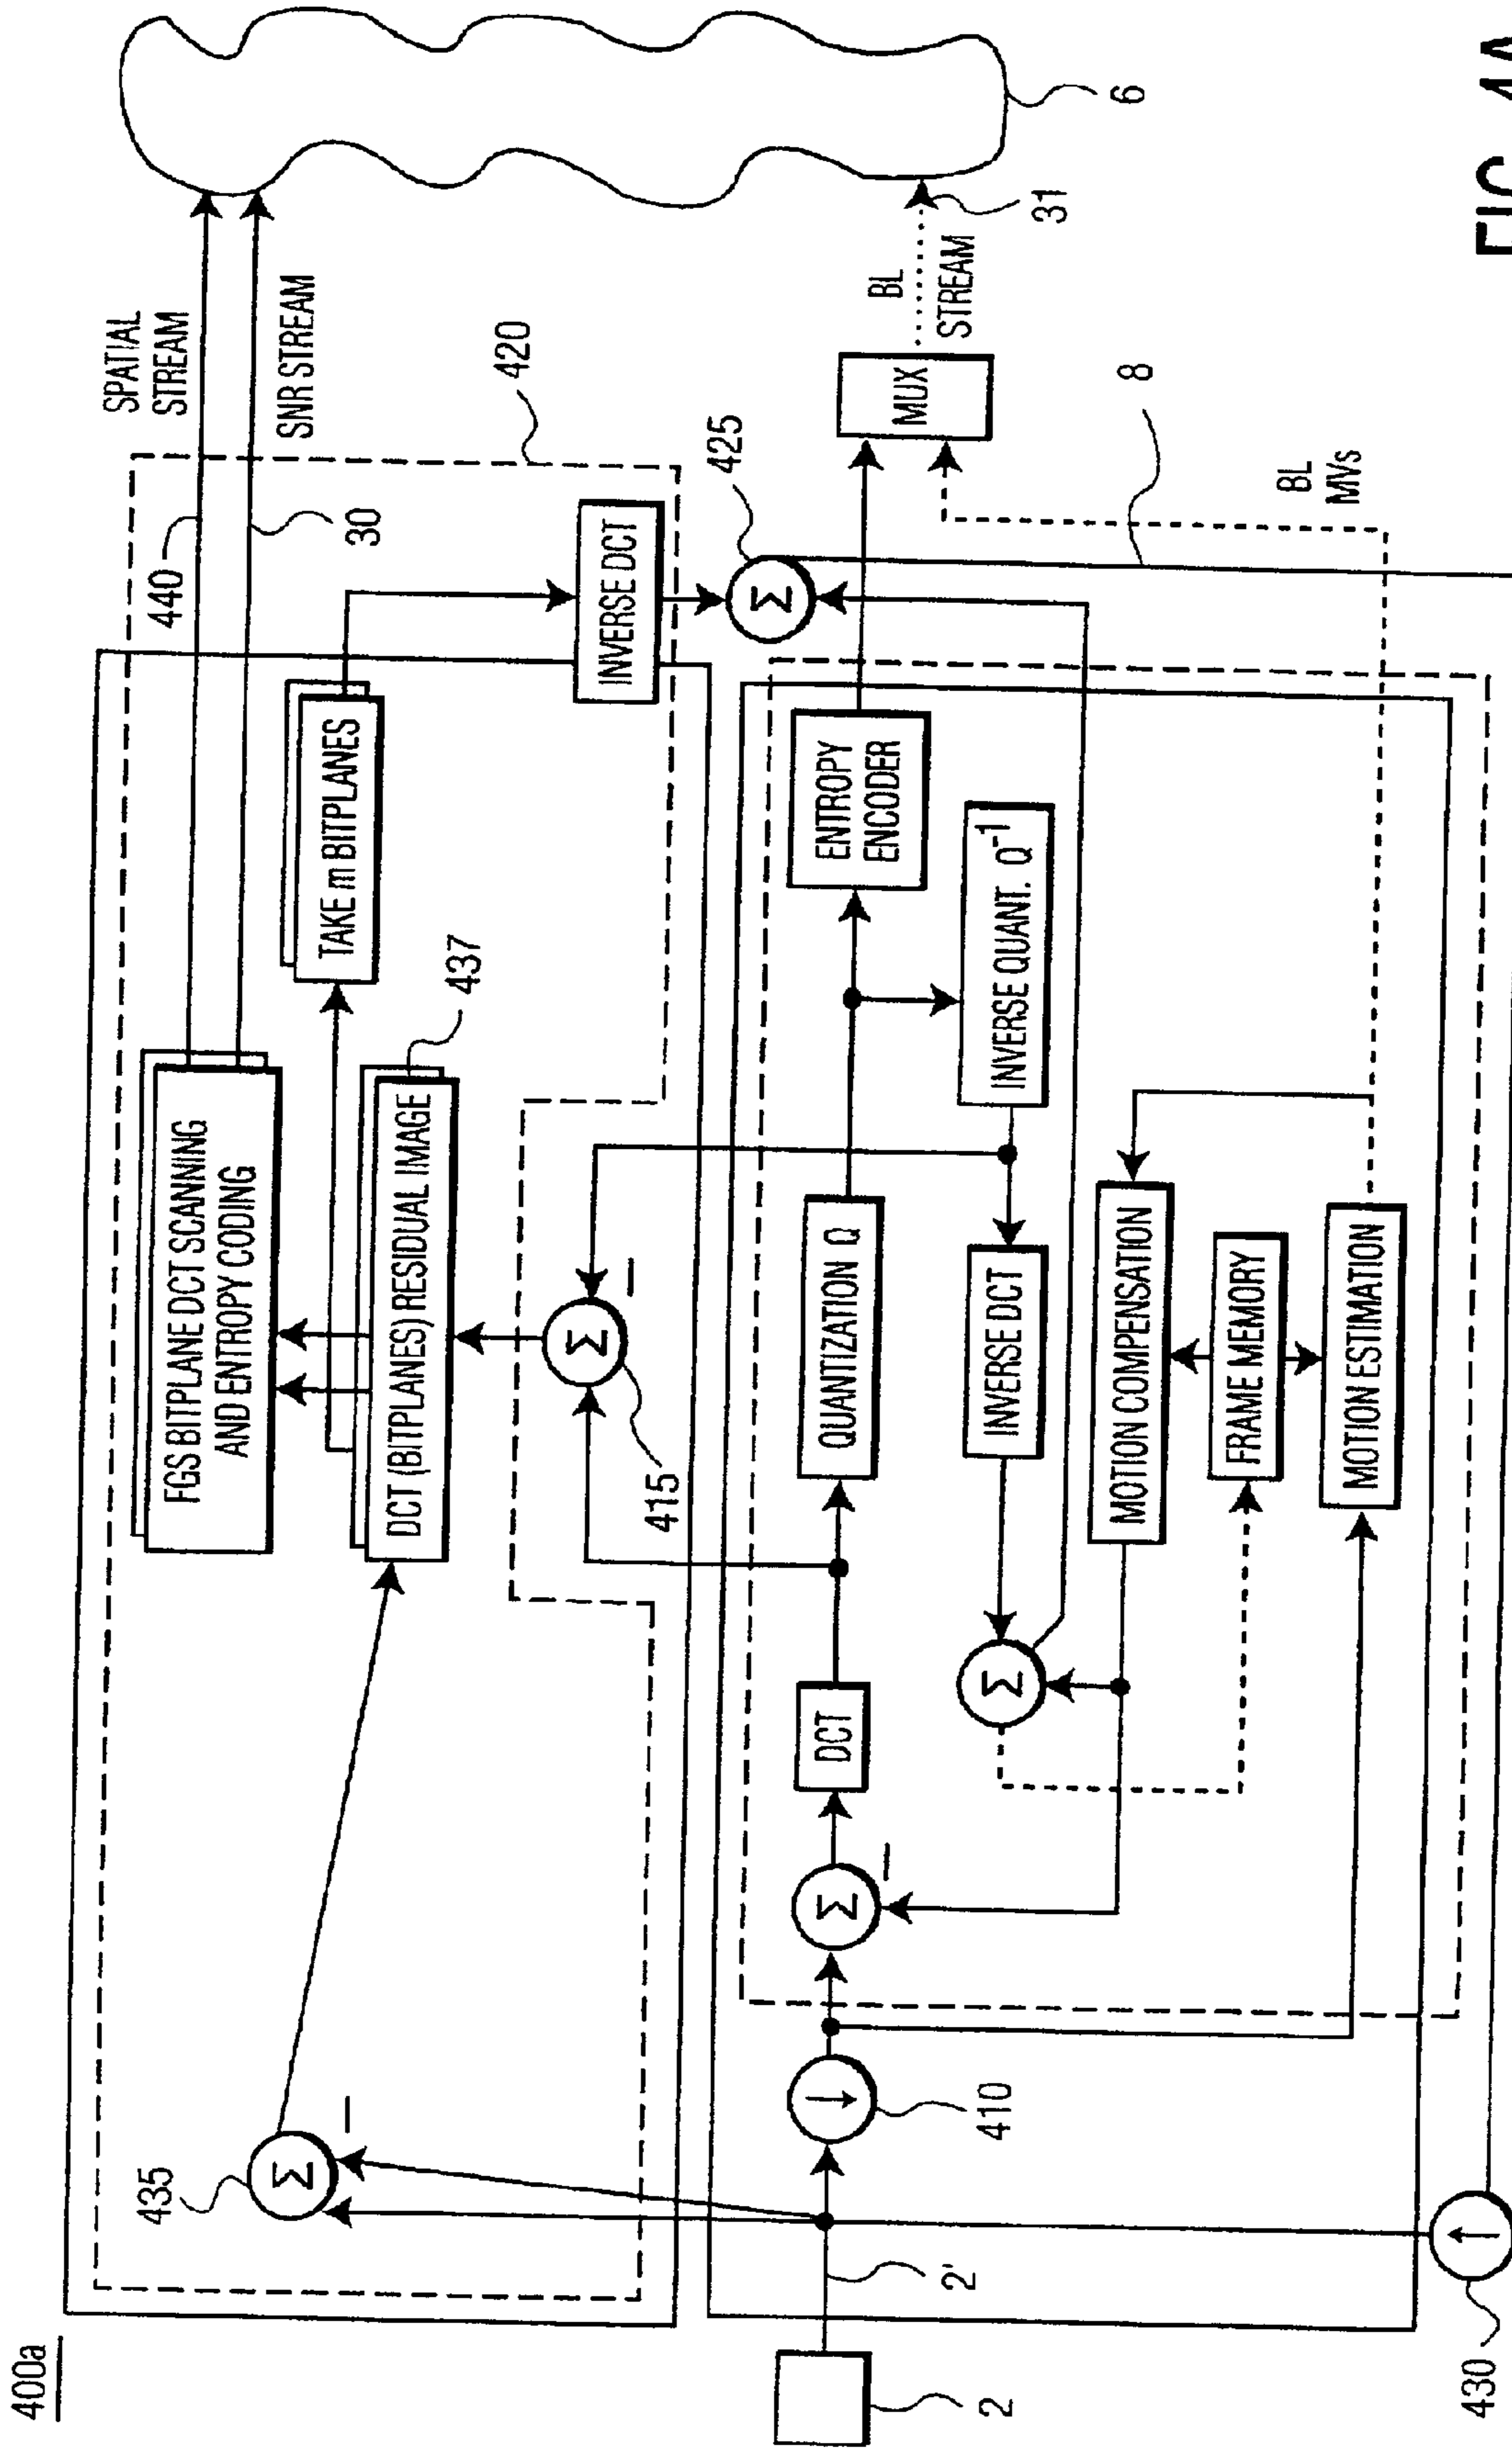 400a
SPATIAL
STREAM
SNR STREAM
440
30
420
6
FGS BITPLANE DCT SCANNING
AND ENTROPY CODING
TAKE m BITPLANES
437
DCT (BITPLANES) RESIDUAL IMAGE
INVERSE DCT
435
Σ
−
Σ
−
415
425
Σ
2
2'
410
Σ
−
DCT
QUANTIZATION Q
ENTROPY
ENCODER
MUX
BL
STREAM
31
INVERSE QUANT. Q⁻¹
INVERSE DCT
Σ
8
MOTION COMPENSATION
FRAME MEMORY
MOTION ESTIMATION
BL
MVs
430